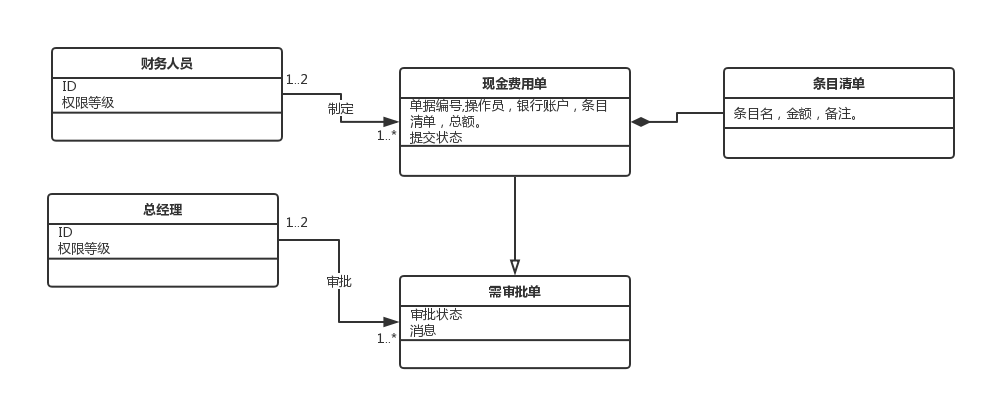 财务人员
ID
权限等级
1..2
制定
1..*
现金费用单
单据编号,操作员，银行账户，条目
清单，总额。
提交状态
条目清单
条目名，金额，备注。
总经理
ID
权限等级
1..2
审批
1..*
需审批单
审批状态
消息